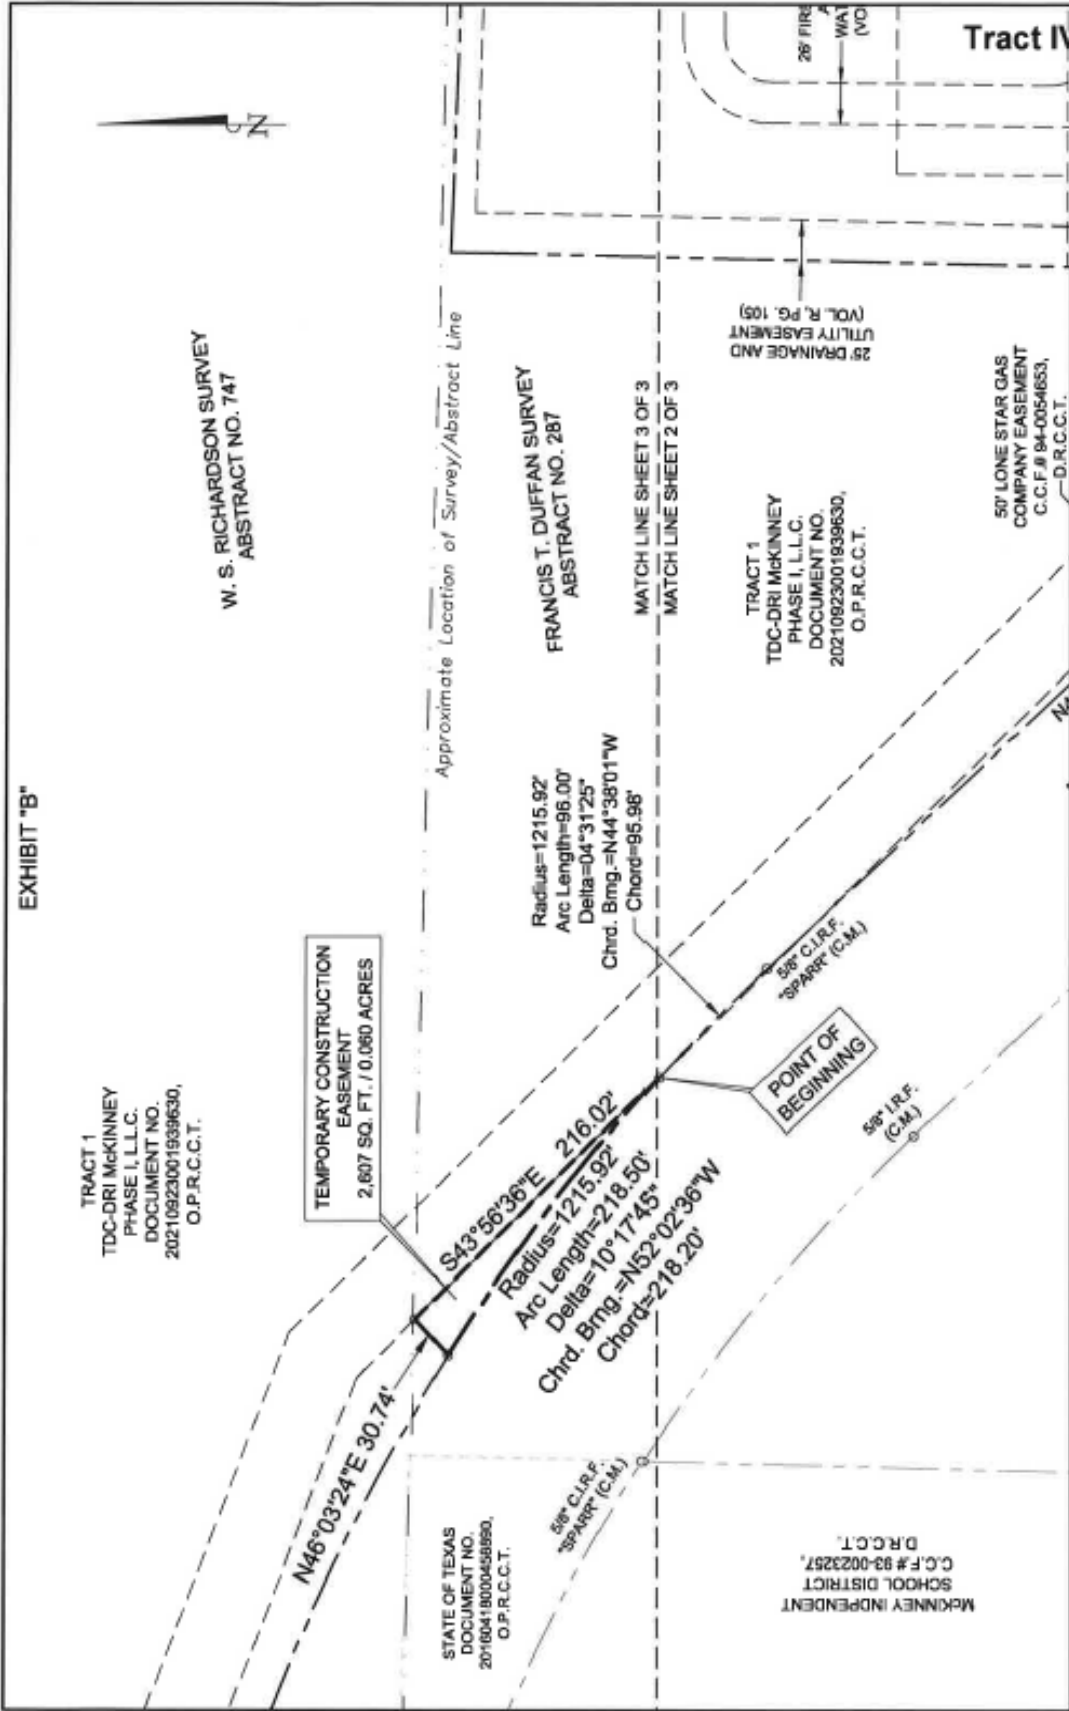 EXHIBIT "B"
TRACT 1
TDC-DRI McKINNEY
PHASE I, L.L.C.
DOCUMENT NO.
20210923001939630,
O.P.R.C.C.T.
W. S. RICHARDSON SURVEY
ABSTRACT NO. 747
N
TEMPORARY CONSTRUCTION
EASEMENT
2,607 SQ. FT. / 0.060 ACRES
Approximate Location of Survey/Abstract Line
FRANCIS T. DUFFAN SURVEY
ABSTRACT NO. 287
N46°03'24"E 30.74'
S43°56'36"E 216.02'
Radius=1215.92'
Arc Length=218.50'
Delta=10°17'45"
Chrd. Brng.=N52°02'36"W
Chord=218.20'
Radius=1215.92'
Arc Length=96.00'
Delta=04°31'25"
Chrd. Brng.=N44°38'01"W
Chord=95.98'
MATCH LINE SHEET 3 OF 3
MATCH LINE SHEET 2 OF 3
STATE OF TEXAS
DOCUMENT NO.
O.P.R.C.C.T.
5/8" C.I.R.F.
"SPARR" (C.M.)
POINT OF
BEGINNING
5/8" C.I.R.F.
"SPARR" (C.M.)
5/8" I.R.F.
(C.M.)
TRACT 1
TDC-DRI McKINNEY
PHASE I, L.L.C.
DOCUMENT NO.
20210923001939630,
O.P.R.C.C.T.
25' DRAINAGE AND
UTILITY EASEMENT
(VOL. R, PG. 105)
26' FIRE
A
WAT
(VO
Tract IV
50' LONE STAR GAS
COMPANY EASEMENT
C.C.F.# 94-0054653,
D.R.C.C.T.
McKINNEY INDEPENDENT
SCHOOL DISTRICT
C.C.F.# 93-0023257,
D.R.C.C.T.
N4